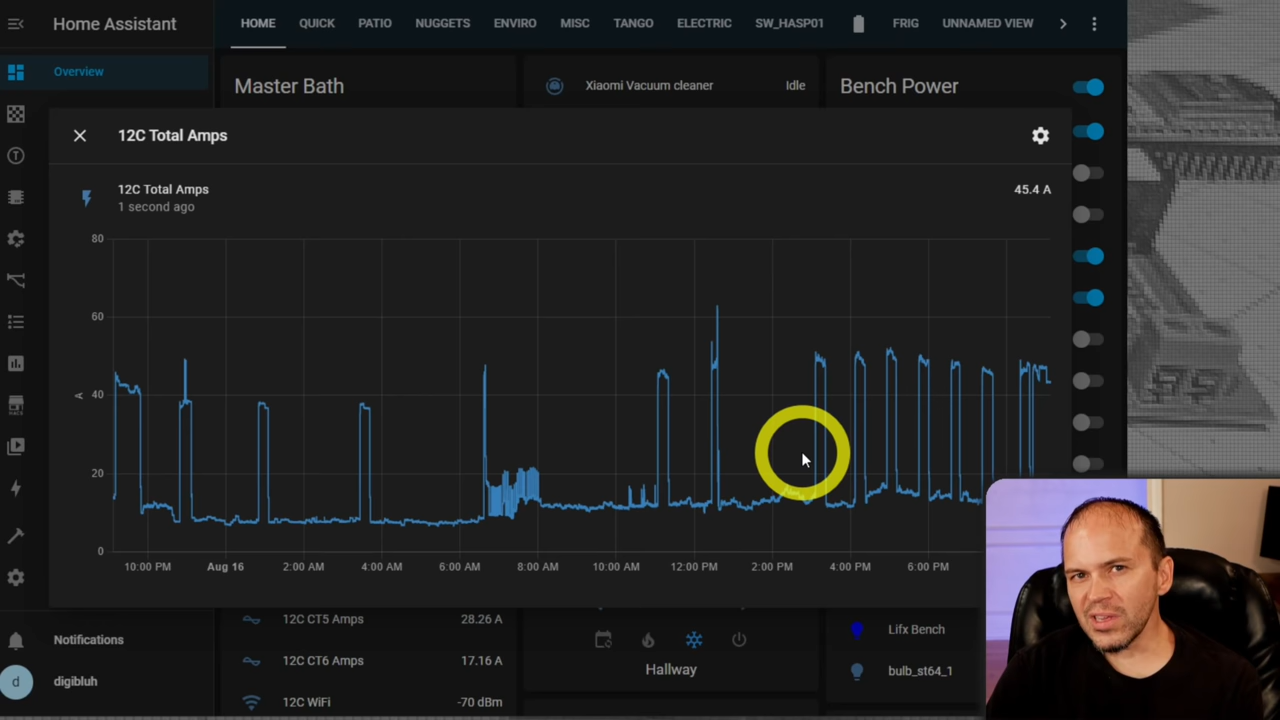 Home Assistant
HOME QUICK PATIO NUGGETS ENVIRO MISC TANGO ELECTRIC SW_HASP01 FRIG UNNAMED VIEW
Overview
Master Bath
Xiaomi Vacuum cleaner Idle
Bench Power
12C Total Amps
12C Total Amps 45.4 A
1 second ago
80
60
40
A
20
0
10:00 PM Aug 16 2:00 AM 4:00 AM 6:00 AM 8:00 AM 10:00 AM 12:00 PM 2:00 PM 4:00 PM 6:00 PM
HACS
12C CT5 Amps 28.26 A
12C CT6 Amps 17.16 A
12C WiFi -70 dBm
Hallway
Lifx Bench
bulb_st64_1
Notifications
d digibluh